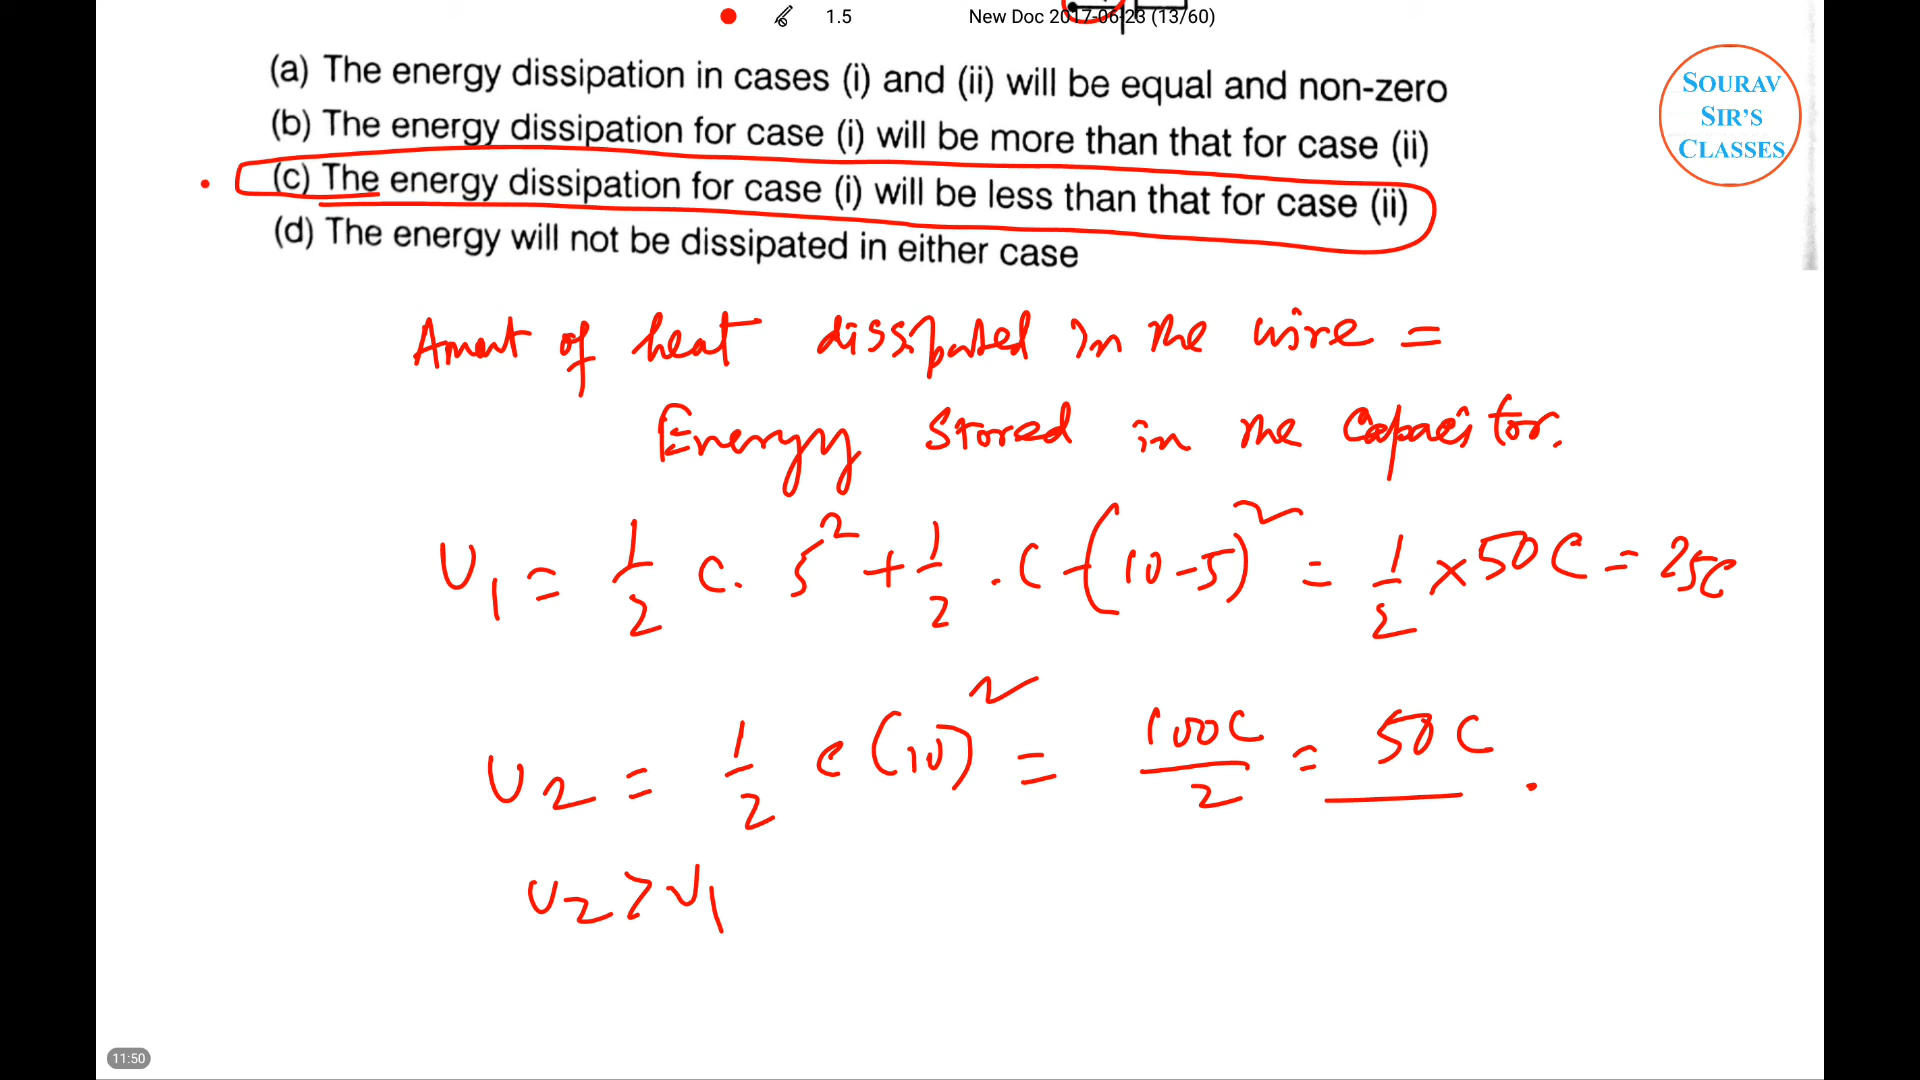 1.5 New Doc 2017-06-23 (13/60)
(a) The energy dissipation in cases (i) and (ii) will be equal and non-zero
(b) The energy dissipation for case (i) will be more than that for case (ii)
(c) The energy dissipation for case (i) will be less than that for case (ii)
(d) The energy will not be dissipated in either case
SOURAV
SIR'S
CLASSES
Amount of heat dissipated in the wire =
Energy stored in the capacitor.
U₁ = 1/2 C. 5² + 1/2 . C - (10-5)² = 1/2 × 50C = 25C
U₂ = 1/2 C (10)² = 100C/2 = 50C .
U₂ > U₁
11:50